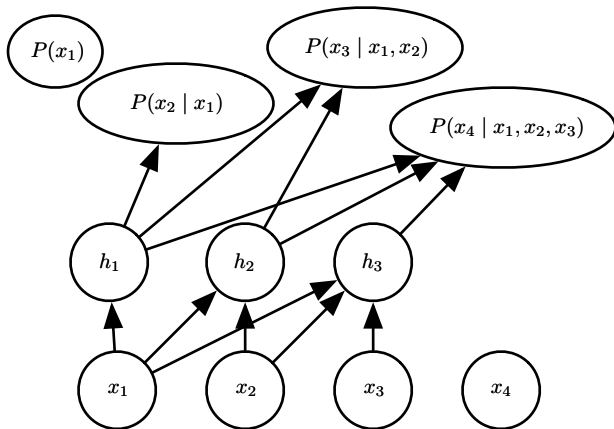 P(x₁)
P(x₂ | x₁)
P(x₃ | x₁, x₂)
P(x₄ | x₁, x₂, x₃)
h₁
h₂
h₃
x₁
x₂
x₃
x₄